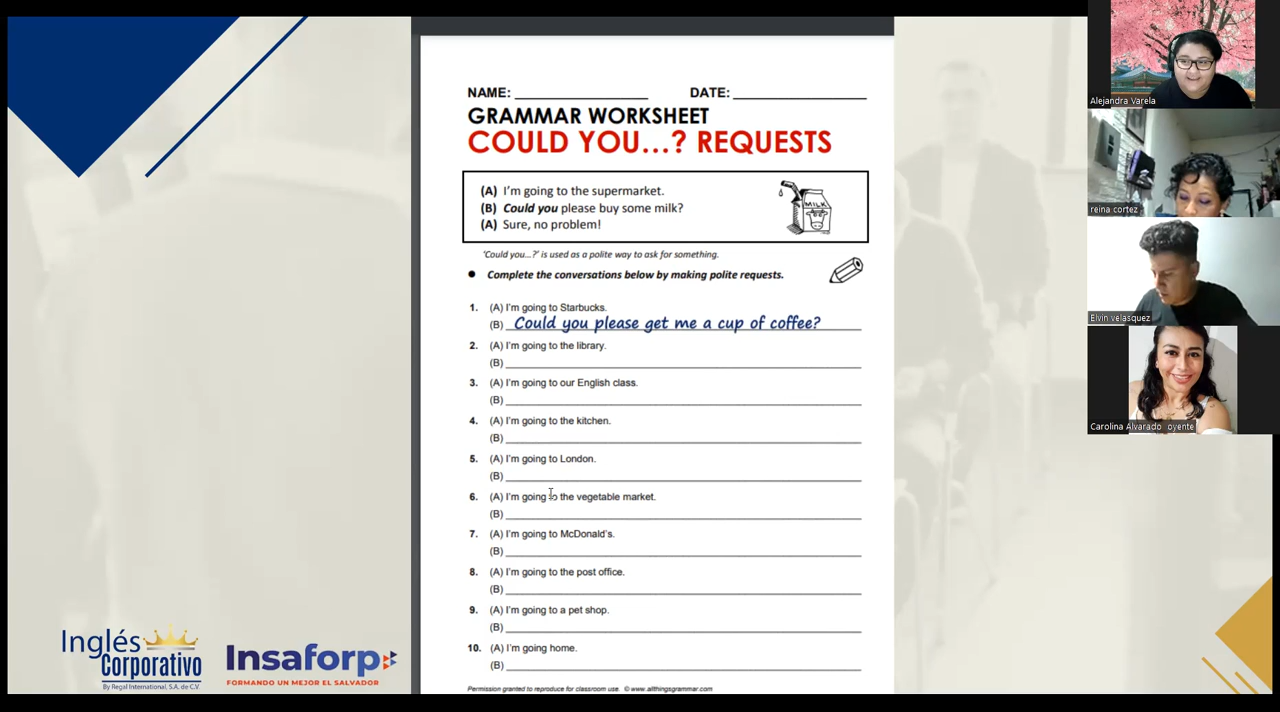 NAME: ____________________ DATE: ____________________
GRAMMAR WORKSHEET
COULD YOU...? REQUESTS
(A) I'm going to the supermarket.
(B) Could you please buy some milk?
(A) Sure, no problem!
MILK
'Could you...?' is used as a polite way to ask for something.
● Complete the conversations below by making polite requests.
1. (A) I'm going to Starbucks.
(B) Could you please get me a cup of coffee?
2. (A) I'm going to the library.
(B)
3. (A) I'm going to our English class.
(B)
4. (A) I'm going to the kitchen.
(B)
5. (A) I'm going to London.
(B)
6. (A) I'm going to the vegetable market.
(B)
7. (A) I'm going to McDonald's.
(B)
8. (A) I'm going to the post office.
(B)
9. (A) I'm going to a pet shop.
(B)
10. (A) I'm going home.
(B)
Permission granted to reproduce for classroom use. © www.allthingsgrammar.com
Inglés
Corporativo
By Regal International, S.A. de C.V.
Insaforp
FORMANDO UN MEJOR EL SALVADOR
Alejandra Varela
reina cortez
Elvin velasquez
Carolina Alvarado oyente